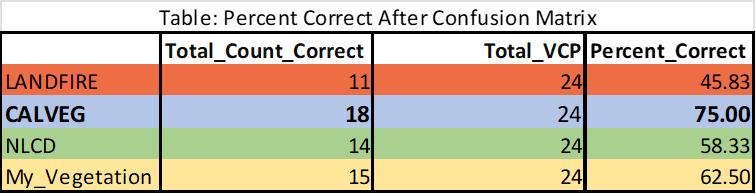 Table: Percent Correct After Confusion Matrix
Total_Count_Correct Total_VCP Percent_Correct
LANDFIRE 11 24 45.83
CALVEG 18 24 75.00
NLCD 14 24 58.33
My_Vegetation 15 24 62.50